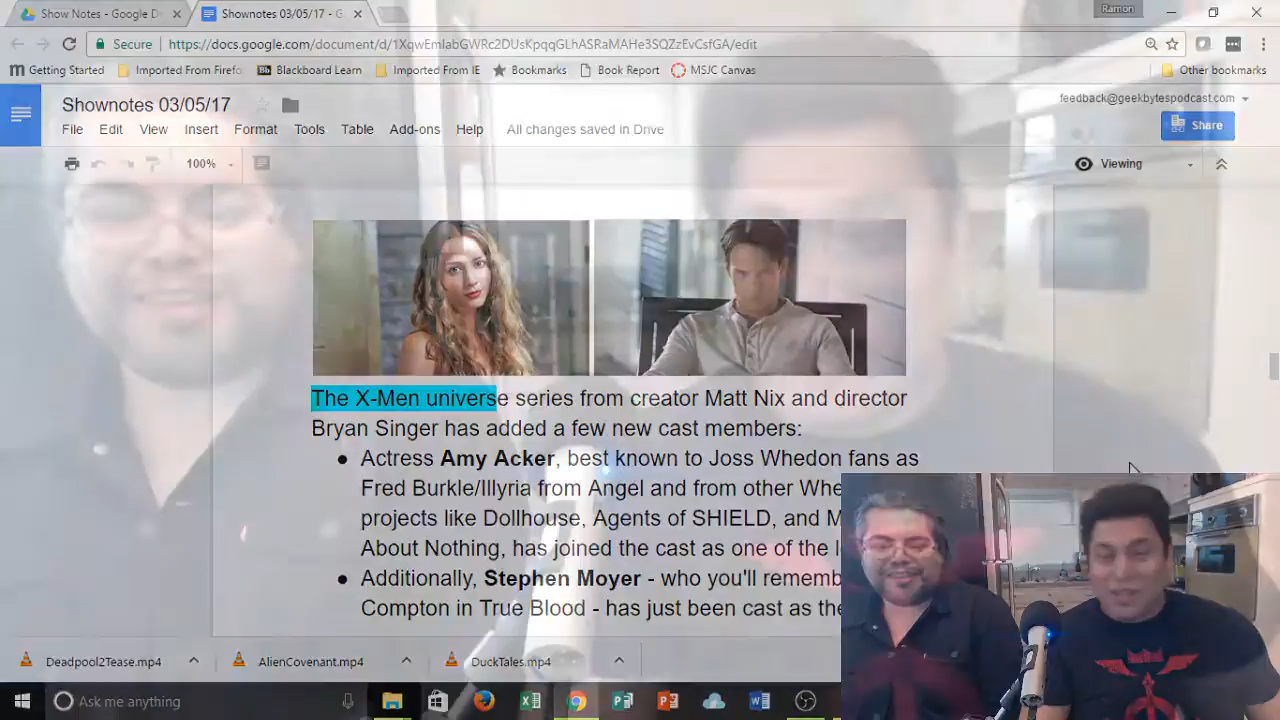 Show Notes - Google D
Shownotes 03/05/17 - G
Ramon
Secure
https://docs.google.com/document/d/1XqwEmIabGWRc2DUsKpqqGLhASRaMAHe3SQZzEvCsfGA/edit
Getting Started
Imported From Firefo
Bb Blackboard Learn
Imported From IE
Bookmarks
Book Report
MSJC Canvas
Other bookmarks
Shownotes 03/05/17
feedback@geekbytespodcast.com
File Edit View Insert Format Tools Table Add-ons Help All changes saved in Drive
Share
100%
Viewing
The X-Men universe series from creator Matt Nix and director
Bryan Singer has added a few new cast members:
● Actress Amy Acker, best known to Joss Whedon fans as
Fred Burkle/Illyria from Angel and from other Whe
projects like Dollhouse, Agents of SHIELD, and M
About Nothing, has joined the cast as one of the l
● Additionally, Stephen Moyer - who you'll rememb
Compton in True Blood - has just been cast as the
Deadpool2Tease.mp4
AlienCovenant.mp4
DuckTales.mp4
Ask me anything